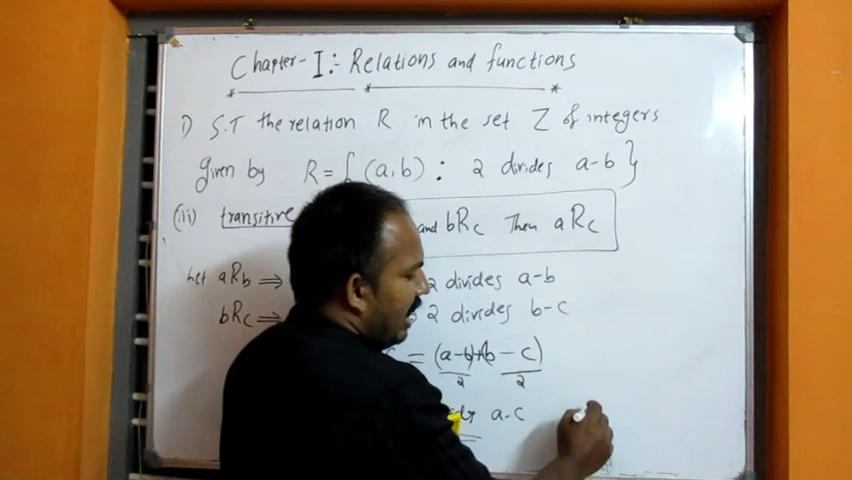 Chapter-I:- Relations and functions
1) S.T the relation R in the set Z of integers
given by R={(a,b) : 2 divides a-b}
(iii) transitive and bRc Then aRc
Let aRb ⇒ 2 divides a-b
bRc ⇒ 2 divides b-c
= (a-b)/2 + (b-c)/2
a-c